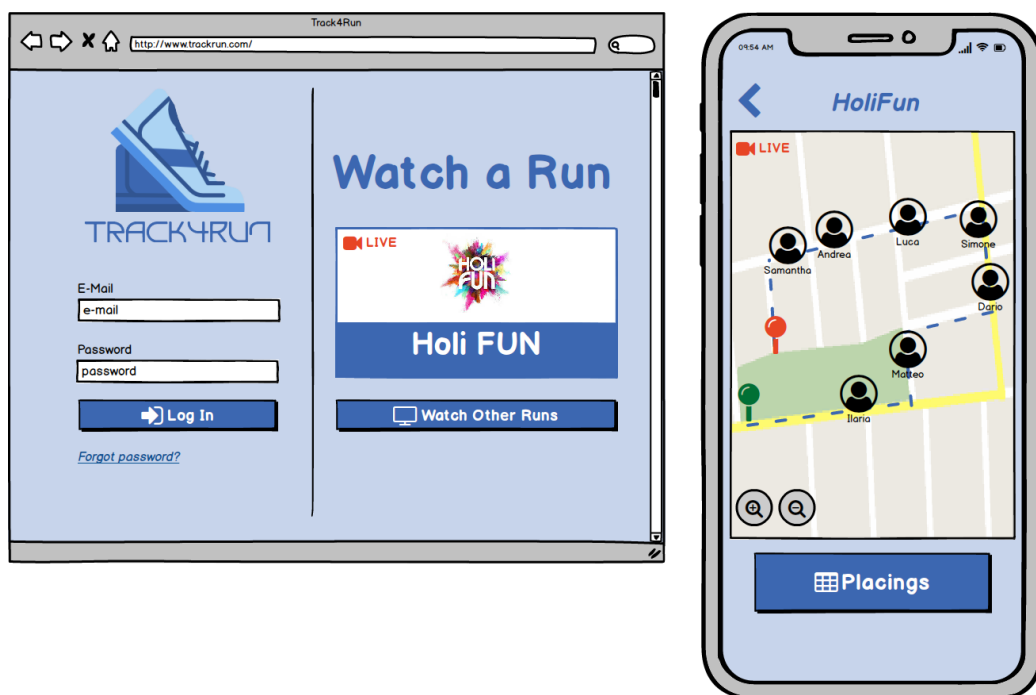 Track4Run
http://www.trackrun.com/
TRACK4RUN
E-Mail
e-mail
Password
password
Log In
Forgot password?
Watch a Run
LIVE
HOLI
FUN
Holi FUN
Watch Other Runs
09:54 AM
HoliFun
LIVE
Luca
Simone
Andrea
Samantha
Dario
Matteo
Ilaria
Placings